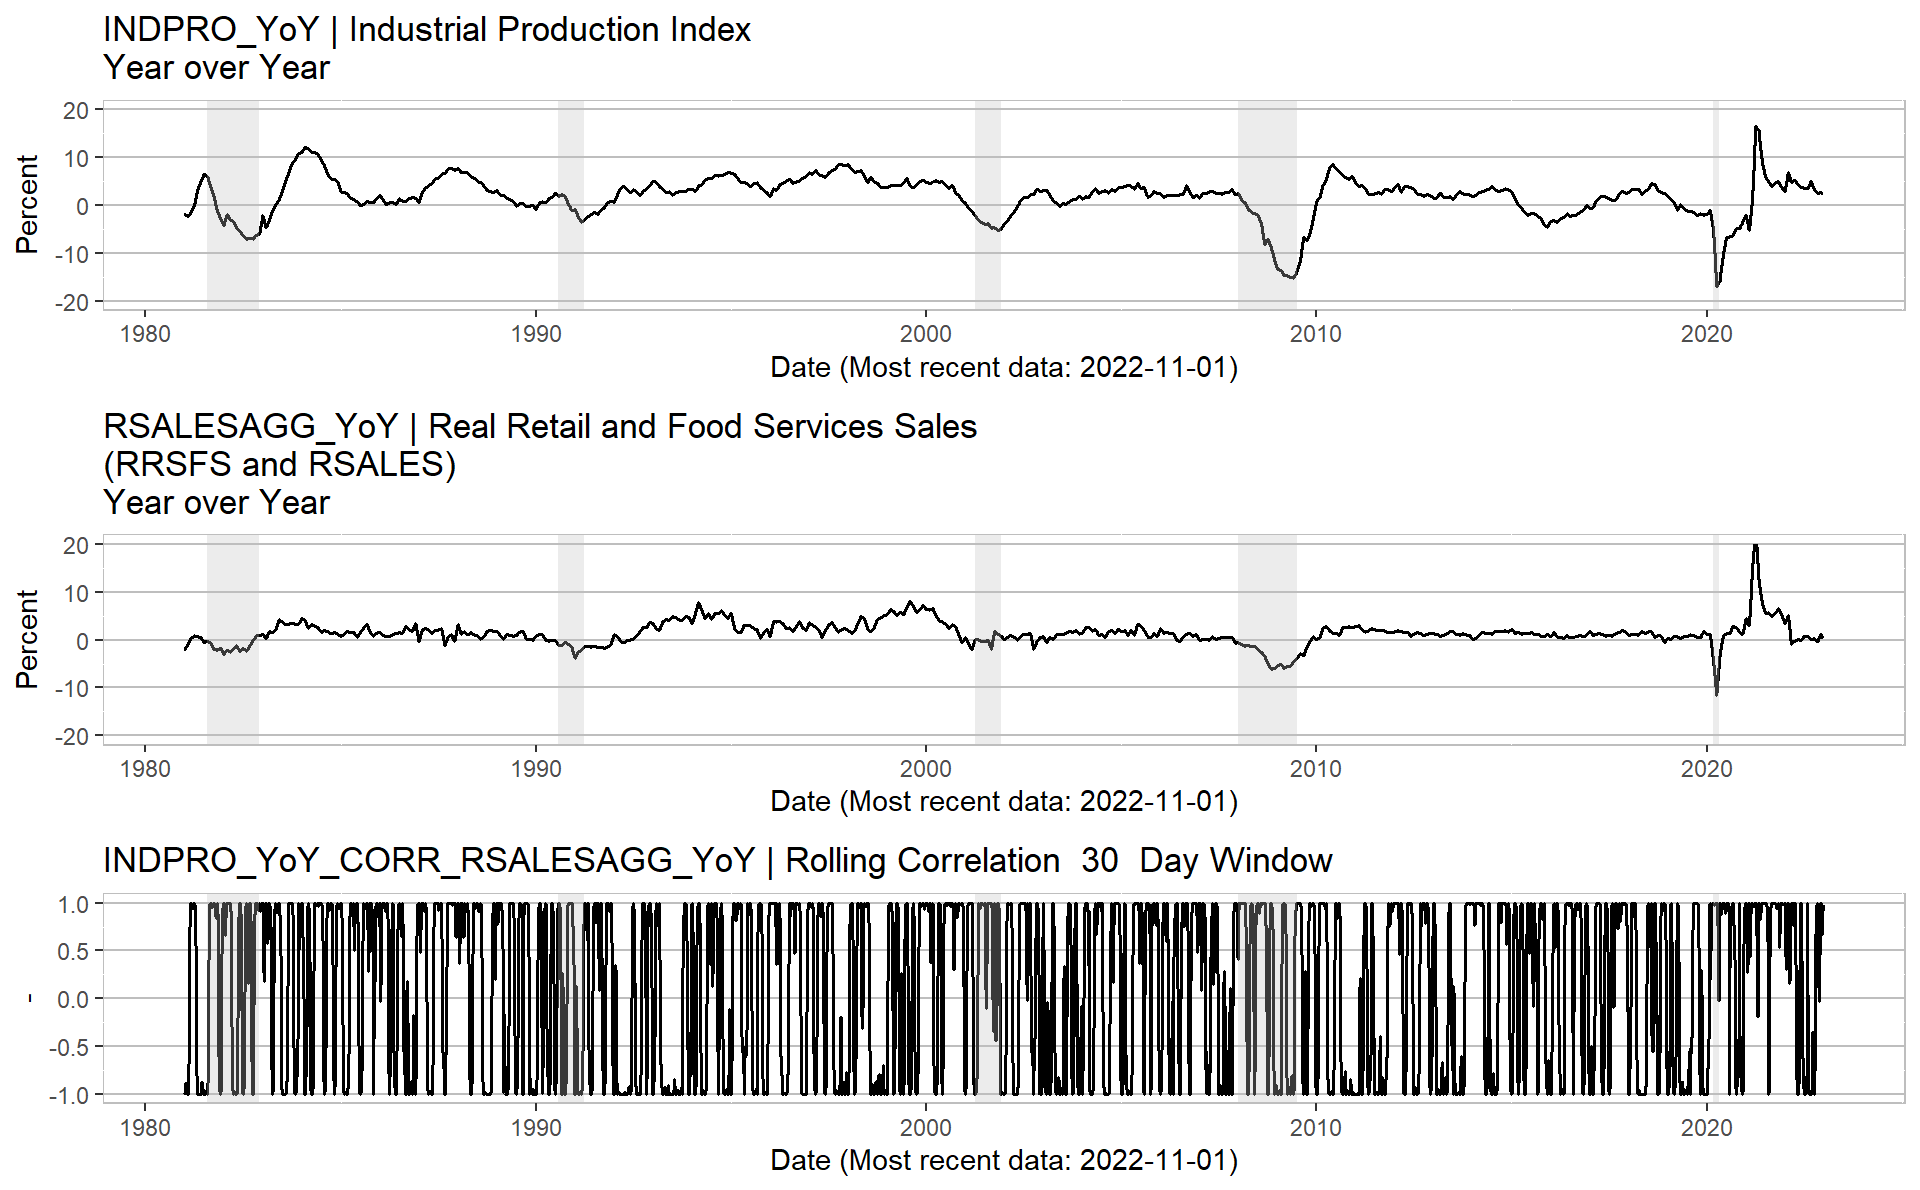 INDPRO_YoY | Industrial Production Index
Year over Year
Percent
20
10
0
-10
-20
1980 1990 2000 2010 2020
Date (Most recent data: 2022-11-01)
RSALESAGG_YoY | Real Retail and Food Services Sales
(RRSFS and RSALES)
Year over Year
Percent
20
10
0
-10
-20
1980 1990 2000 2010 2020
Date (Most recent data: 2022-11-01)
INDPRO_YoY_CORR_RSALESAGG_YoY | Rolling Correlation  30  Day Window
-
1.0
0.5
0.0
-0.5
-1.0
1980 1990 2000 2010 2020
Date (Most recent data: 2022-11-01)